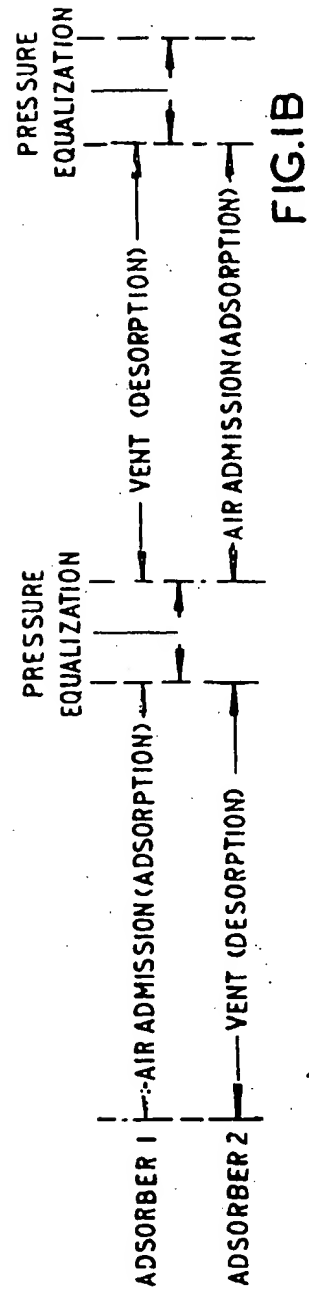 PRESSURE
EQUALIZATION
PRESSURE
EQUALIZATION
ADSORBER 1
AIR ADMISSION (ADSORPTION)
VENT (DESORPTION)
ADSORBER 2
VENT (DESORPTION)
AIR ADMISSION (ADSORPTION)
FIG.1B